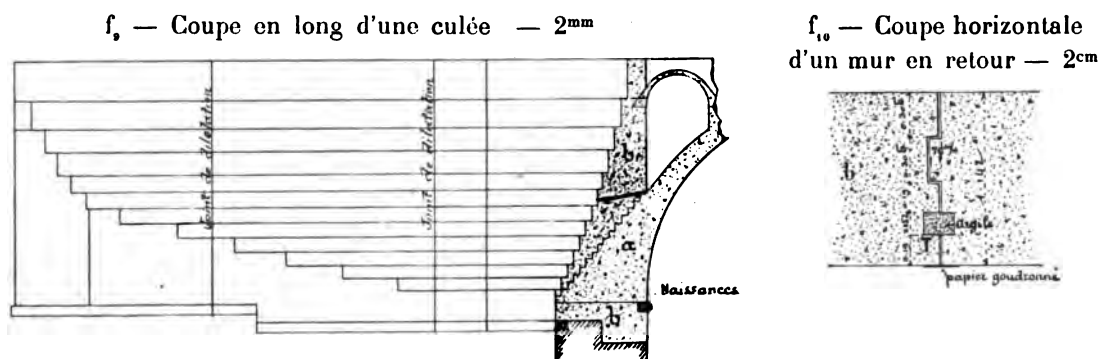 f₉ — Coupe en long d'une culée — 2ᵐᵐ
Joint de dilatation
Joint de dilatation
b
a
Naissances
b
f₁₀ — Coupe horizontale
d'un mur en retour — 2ᶜᵐ
b
argile
T
papier goudronné